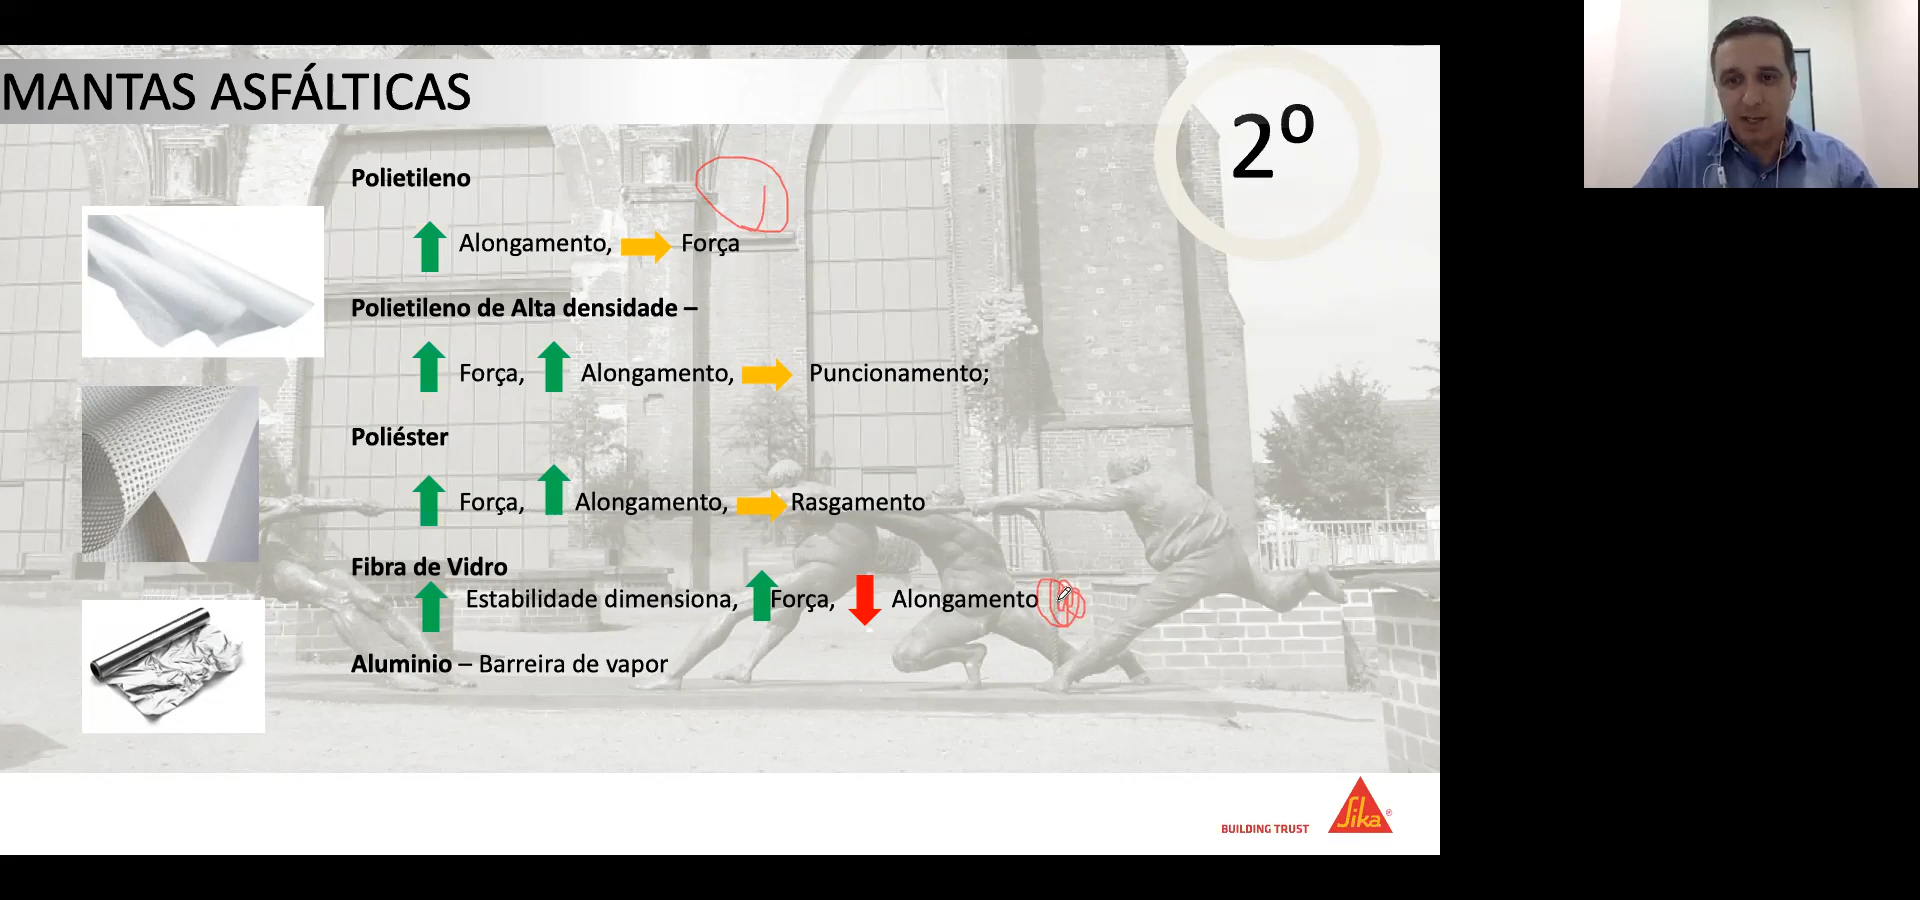 MANTAS ASFÁLTICAS
2º
Polietileno
Alongamento, Força
Polietileno de Alta densidade –
Força, Alongamento, Puncionamento;
Poliéster
Força, Alongamento, Rasgamento
Fibra de Vidro
Estabilidade dimensiona, Força, Alongamento
Aluminio – Barreira de vapor
BUILDING TRUST
Sika®